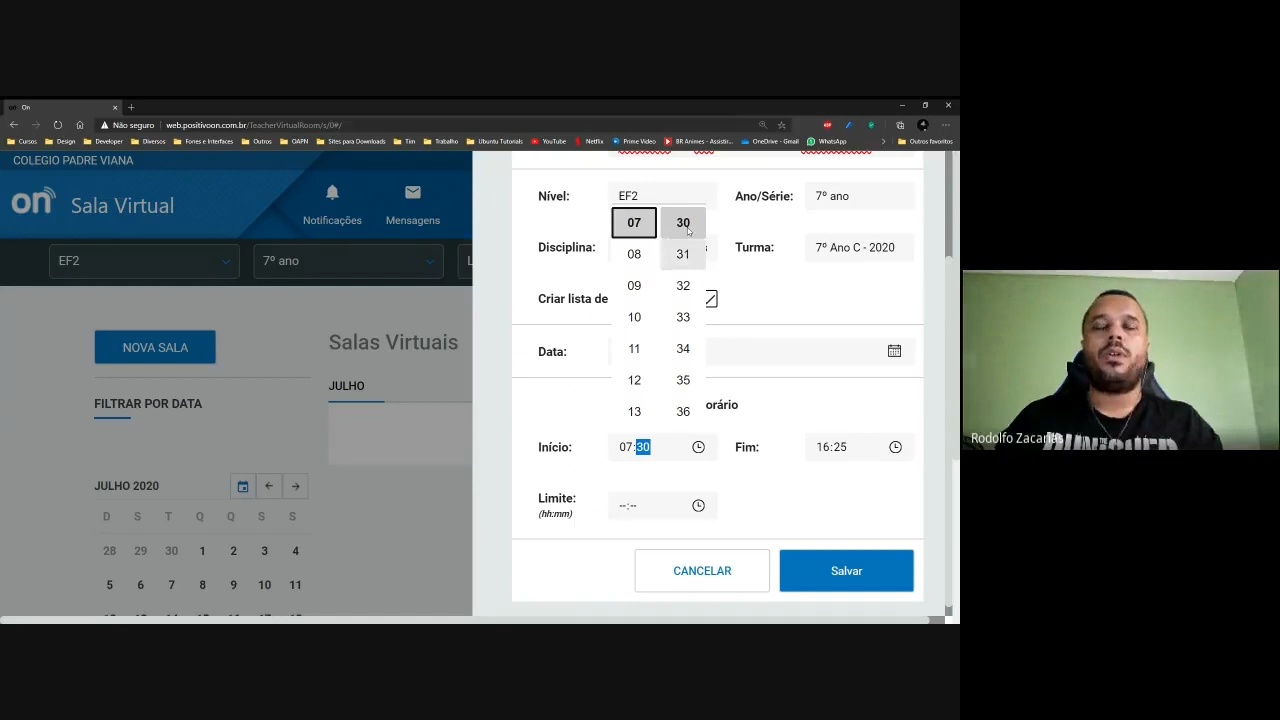 On
Não seguro
web.positivoon.com.br/TeacherVirtualRoom/s/0#/
Cursos Design Developer Diversos Fones e Interfaces Outros OAPN Sites para Downloads Tim Trabalho Ubuntu Tutorials YouTube Netflix Prime Video BR Animes - Assistir... OneDrive - Gmail WhatsApp Outros favoritos
COLEGIO PADRE VIANA
on Sala Virtual
Notificações Mensagens
EF2 7º ano L
NOVA SALA
FILTRAR POR DATA
JULHO 2020
D S T Q Q S S
28 29 30 1 2 3 4
5 6 7 8 9 10 11
Salas Virtuais
JULHO
Nível: EF2 Ano/Série: 7º ano
Disciplina: s Turma: 7º Ano C - 2020
Criar lista de
Data:
orário
07 30
08 31
09 32
10 33
11 34
12 35
13 36
Início: 07:30 Fim: 16:25
Limite: --:--
(hh:mm)
CANCELAR Salvar
Rodolfo Zacarias
PUNISHER